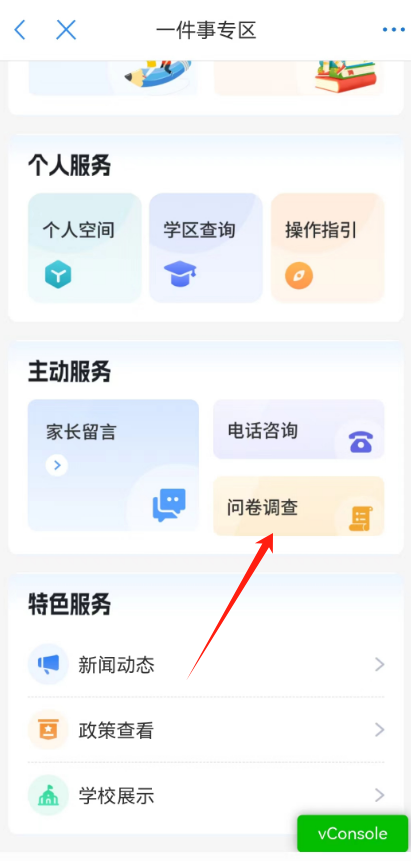 一件事专区
个人服务
个人空间
学区查询
操作指引
主动服务
家长留言
电话咨询
问卷调查
特色服务
新闻动态
政策查看
学校展示
vConsole